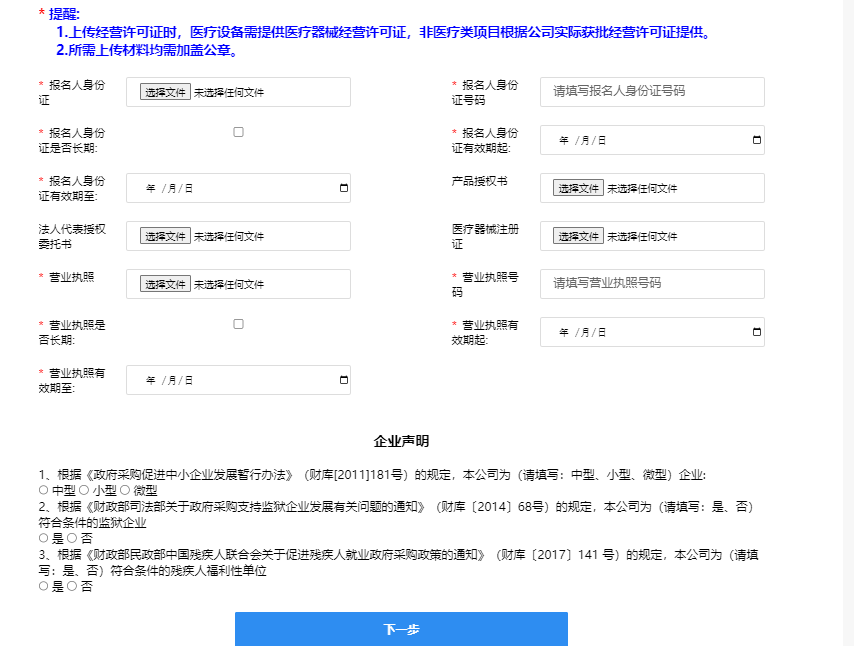 * 提醒:
1.上传经营许可证时，医疗设备需提供医疗器械经营许可证，非医疗类项目根据公司实际获批经营许可证提供。
2.所需上传材料均需加盖公章。
* 报名人身份证
选择文件 未选择任何文件
* 报名人身份证号码
请填写报名人身份证号码
* 报名人身份证是否长期:
* 报名人身份证有效期起:
年 /月/日
* 报名人身份证有效期至:
年 /月/日
产品授权书
选择文件 未选择任何文件
法人代表授权委托书
选择文件 未选择任何文件
医疗器械注册证
选择文件 未选择任何文件
* 营业执照
选择文件 未选择任何文件
* 营业执照号码
请填写营业执照号码
* 营业执照是否长期:
* 营业执照有效期起:
年 /月/日
* 营业执照有效期至:
年 /月/日
企业声明
1、根据《政府采购促进中小企业发展暂行办法》（财库[2011]181号）的规定，本公司为（请填写：中型、小型、微型）企业:
中型 小型 微型
2、根据《财政部司法部关于政府采购支持监狱企业发展有关问题的通知》（财库〔2014〕68号）的规定，本公司为（请填写：是、否）
符合条件的监狱企业
是 否
3、根据《财政部民政部中国残疾人联合会关于促进残疾人就业政府采购政策的通知》（财库〔2017〕141 号）的规定，本公司为（请填
写：是、否）符合条件的残疾人福利性单位
是 否
下一步